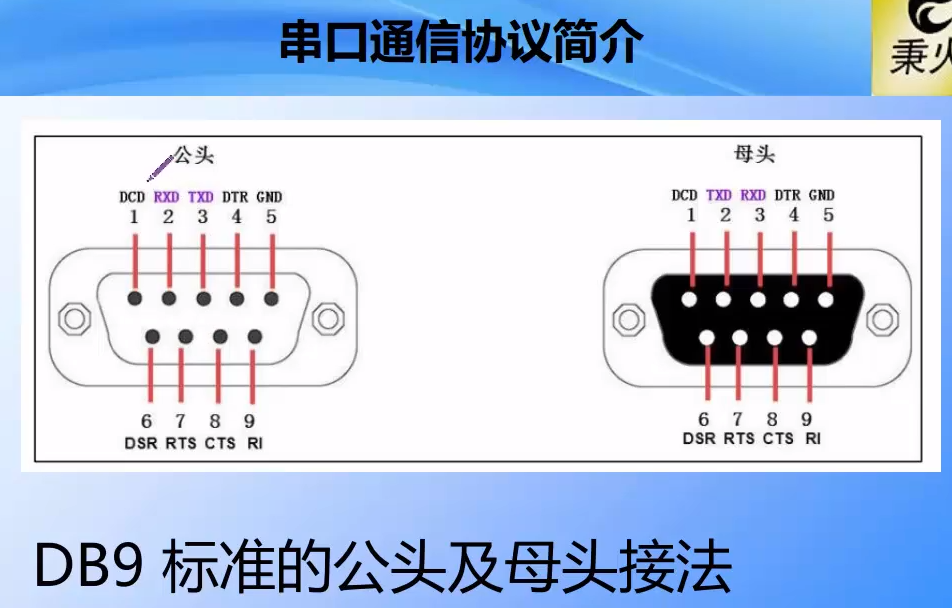 串口通信协议简介
秉火
公头
母头
DCD RXD TXD DTR GND
1 2 3 4 5
DCD TXD RXD DTR GND
1 2 3 4 5
6 7 8 9
DSR RTS CTS RI
6 7 8 9
DSR RTS CTS RI
DB9 标准的公头及母头接法